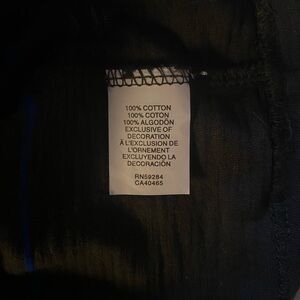 100% COTTON
100% COTON
100% ALGODÓN
EXCLUSIVE OF
DECORATION
À L'EXCLUSION DE
L'ORNEMENT
EXCLUYENDO LA
DECORACIÓN
RN59284
CA40465